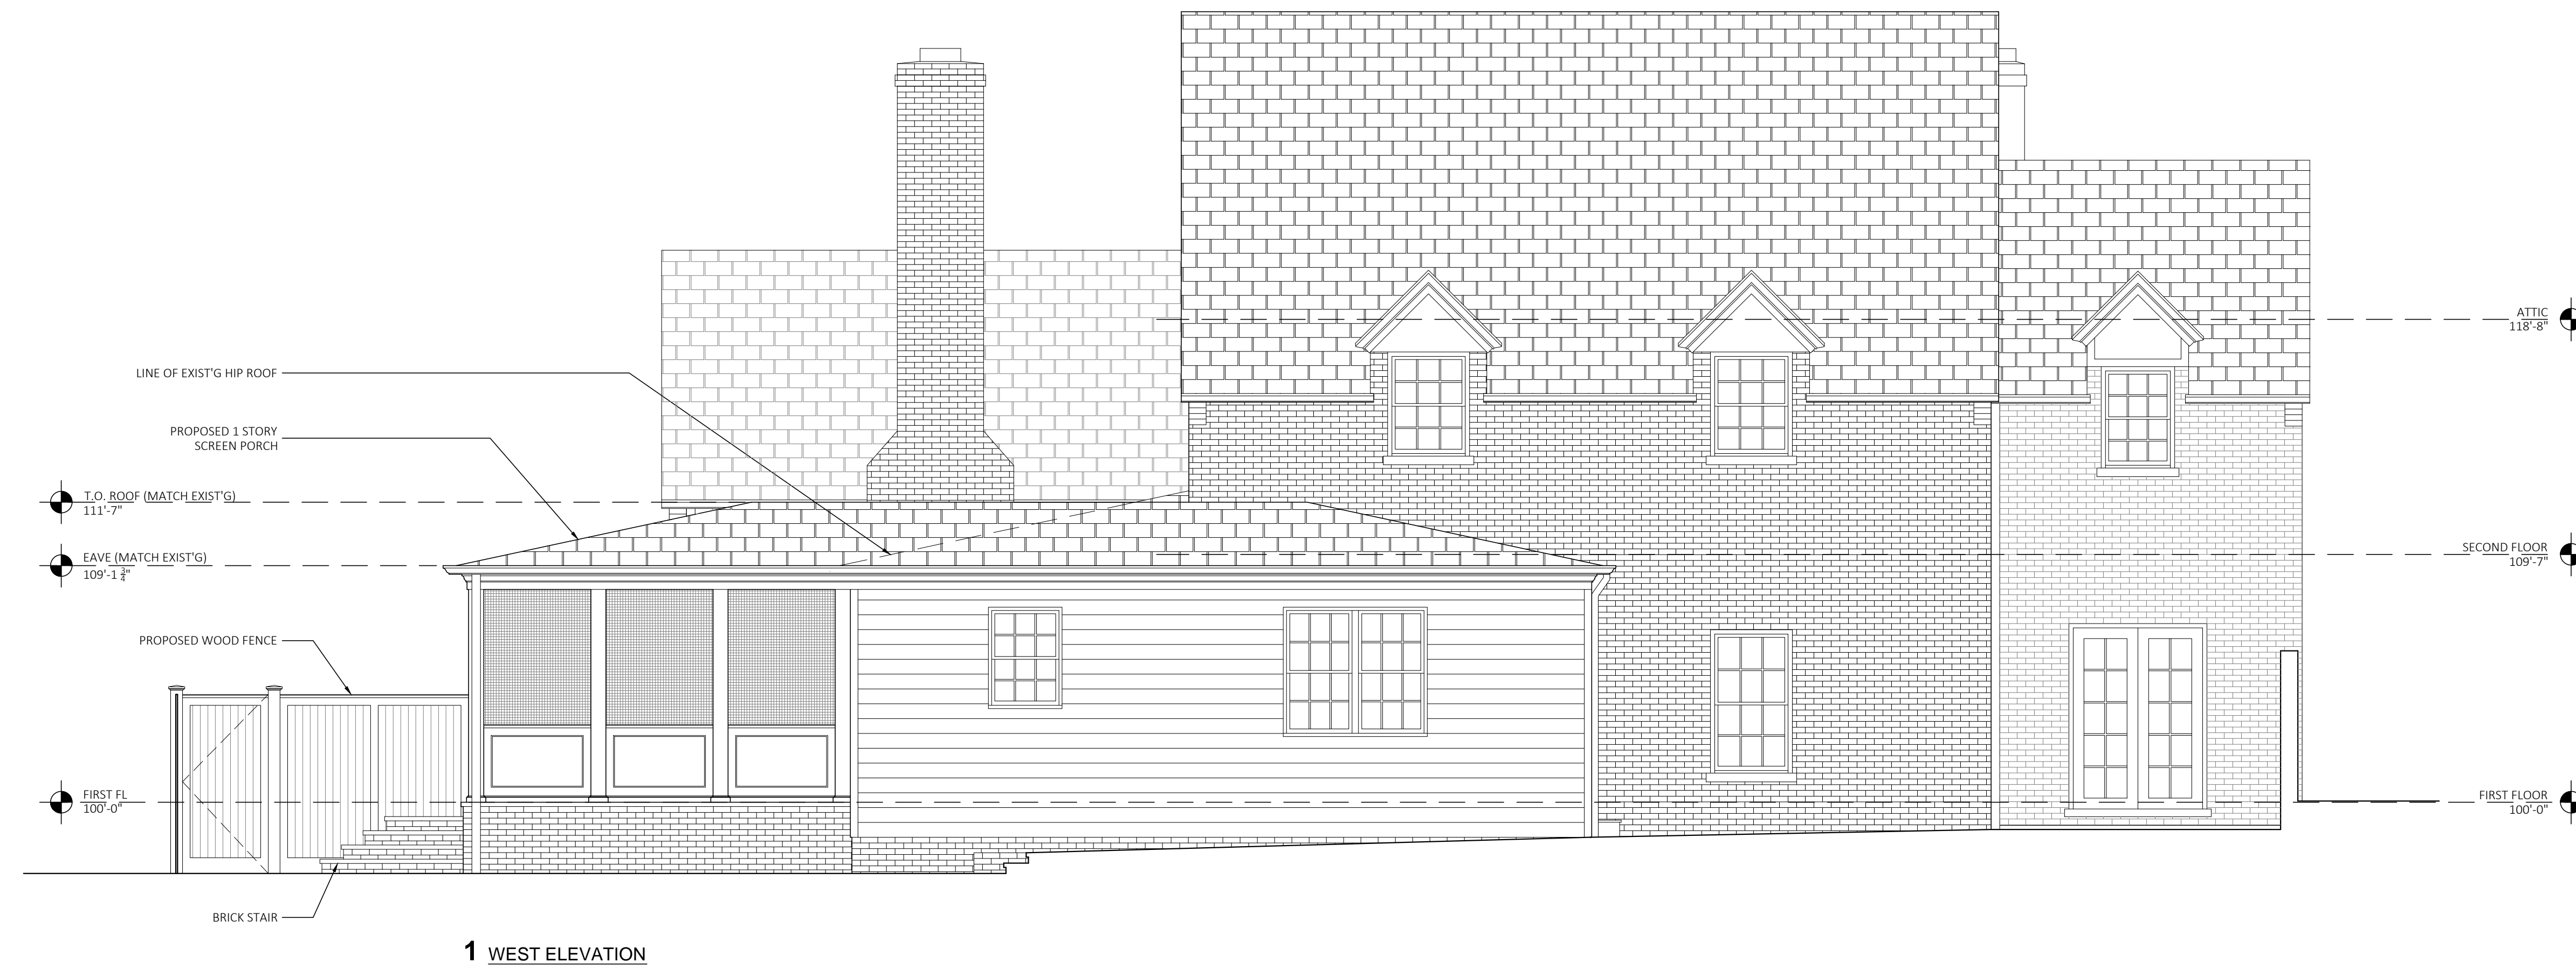 ATTIC
118'-8"
LINE OF EXIST'G HIP ROOF
PROPOSED 1 STORY
SCREEN PORCH
T.O. ROOF (MATCH EXIST'G)
111'-7"
EAVE (MATCH EXIST'G)
109'-1 3/4"
SECOND FLOOR
109'-7"
PROPOSED WOOD FENCE
FIRST FL
100'-0"
FIRST FLOOR
100'-0"
BRICK STAIR
1 WEST ELEVATION